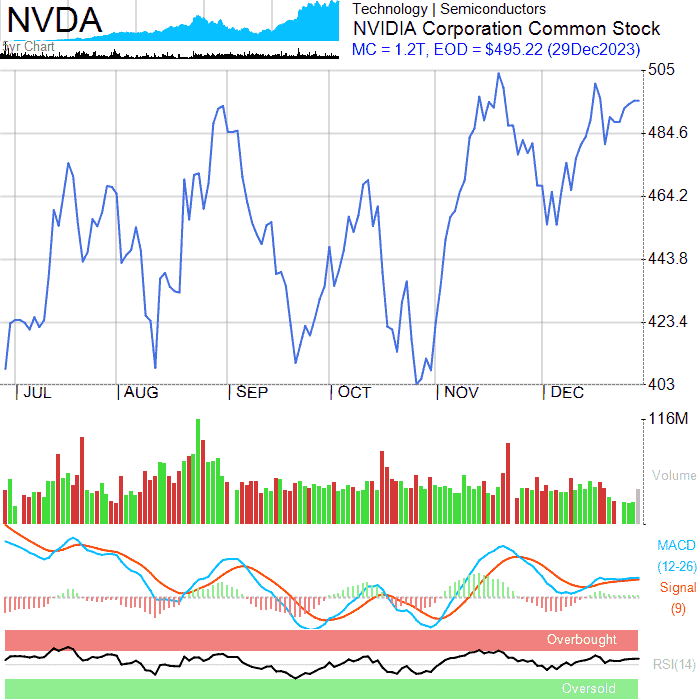 NVDA
5yr Chart
Technology | Semiconductors
NVIDIA Corporation Common Stock
MC = 1.2T, EOD = $495.22 (29Dec2023)
505
484.6
464.2
443.8
423.4
403
| JUL | AUG | SEP | OCT | NOV | DEC
116M
Volume
MACD
(12-26)
Signal
(9)
Overbought
RSI(14)
Oversold